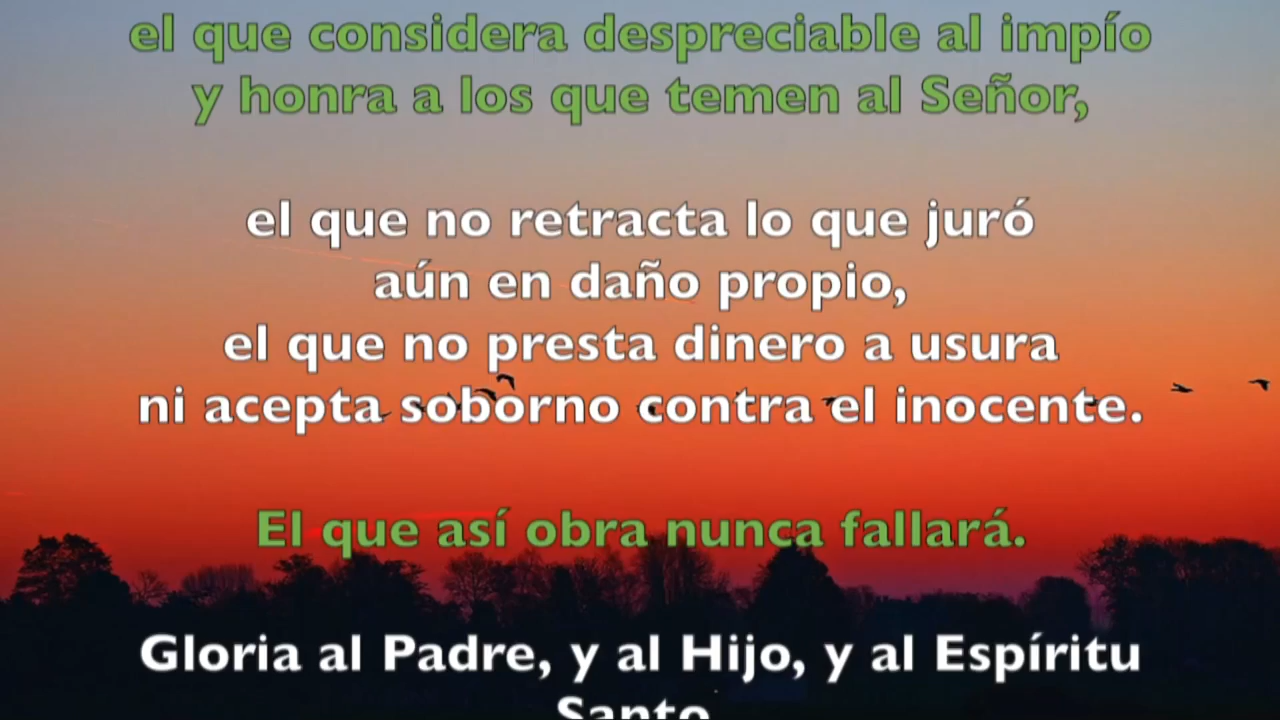 el que considera despreciable al impío
y honra a los que temen al Señor,
el que no retracta lo que juró
aún en daño propio,
el que no presta dinero a usura
ni acepta soborno contra el inocente.
El que así obra nunca fallará.
Gloria al Padre, y al Hijo, y al Espíritu
Santo